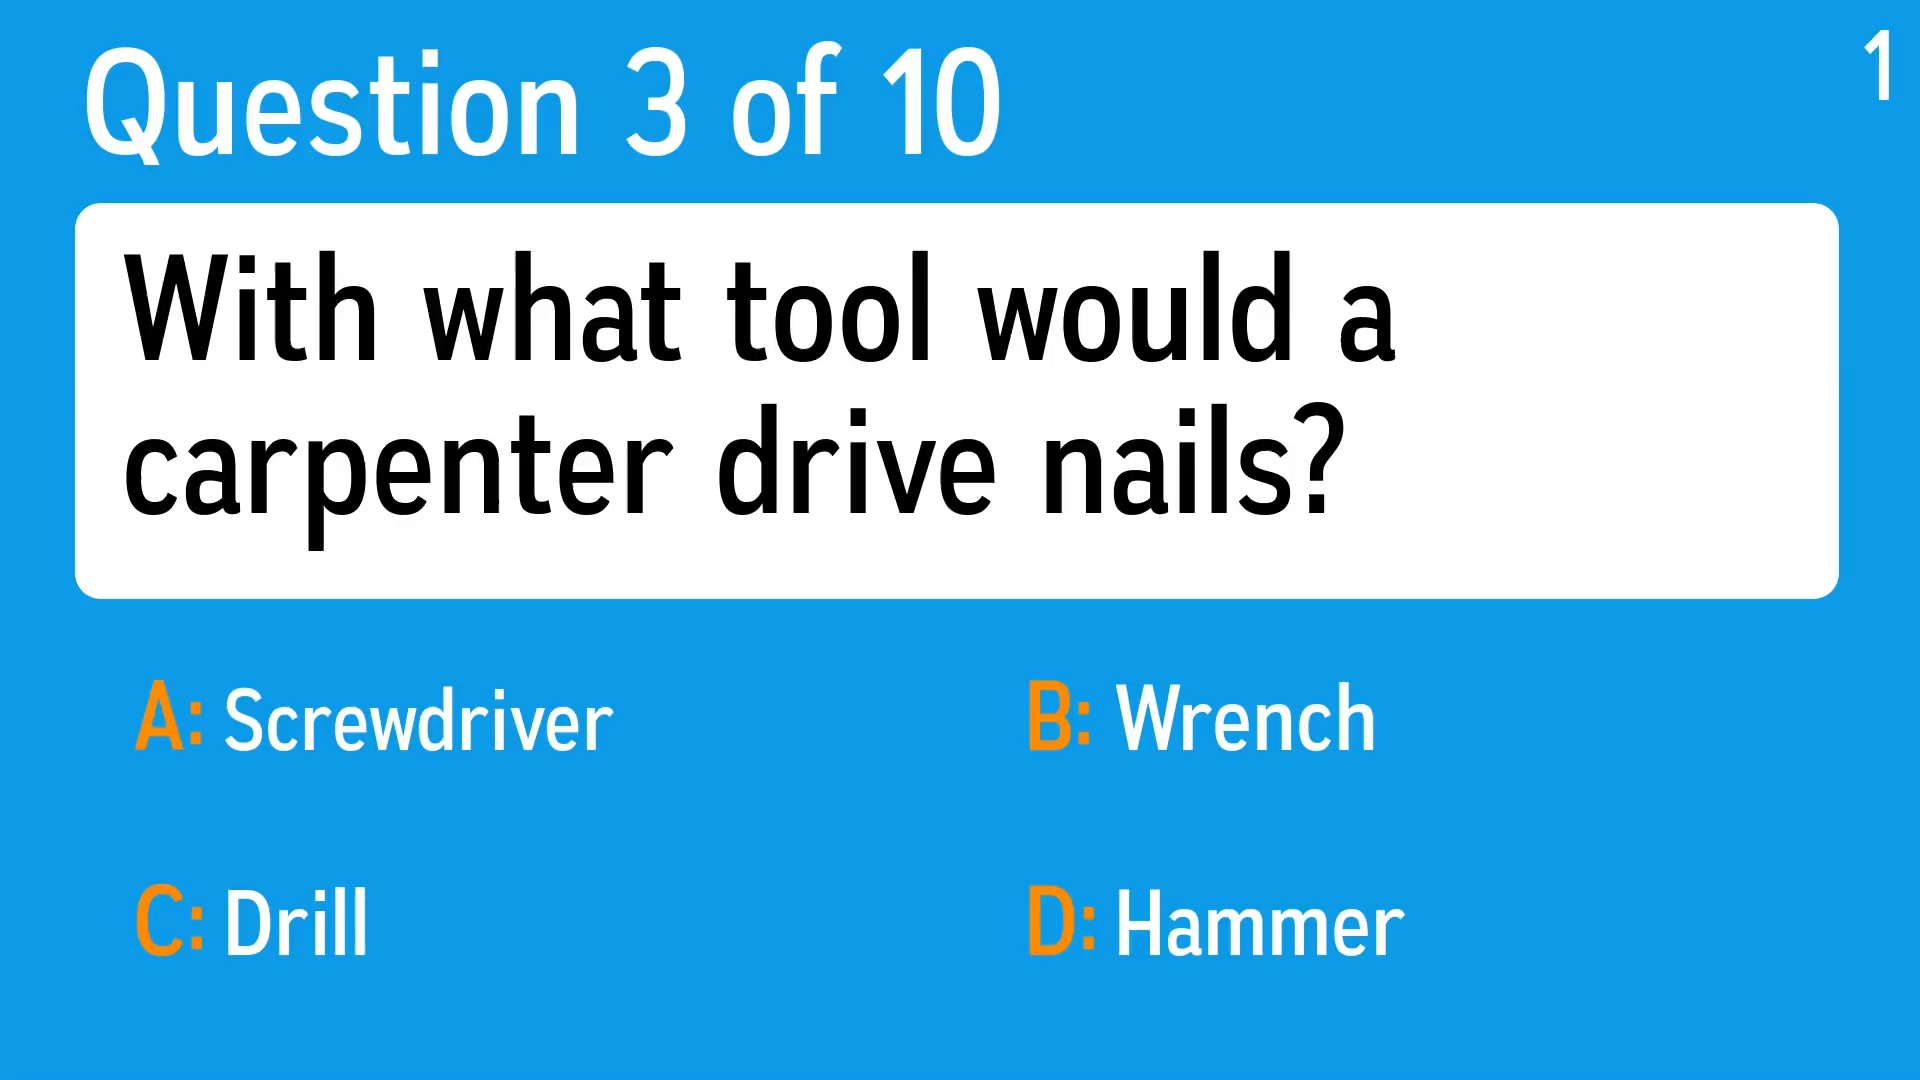 Question 3 of 10
1
With what tool would a
carpenter drive nails?
A: Screwdriver
B: Wrench
C: Drill
D: Hammer